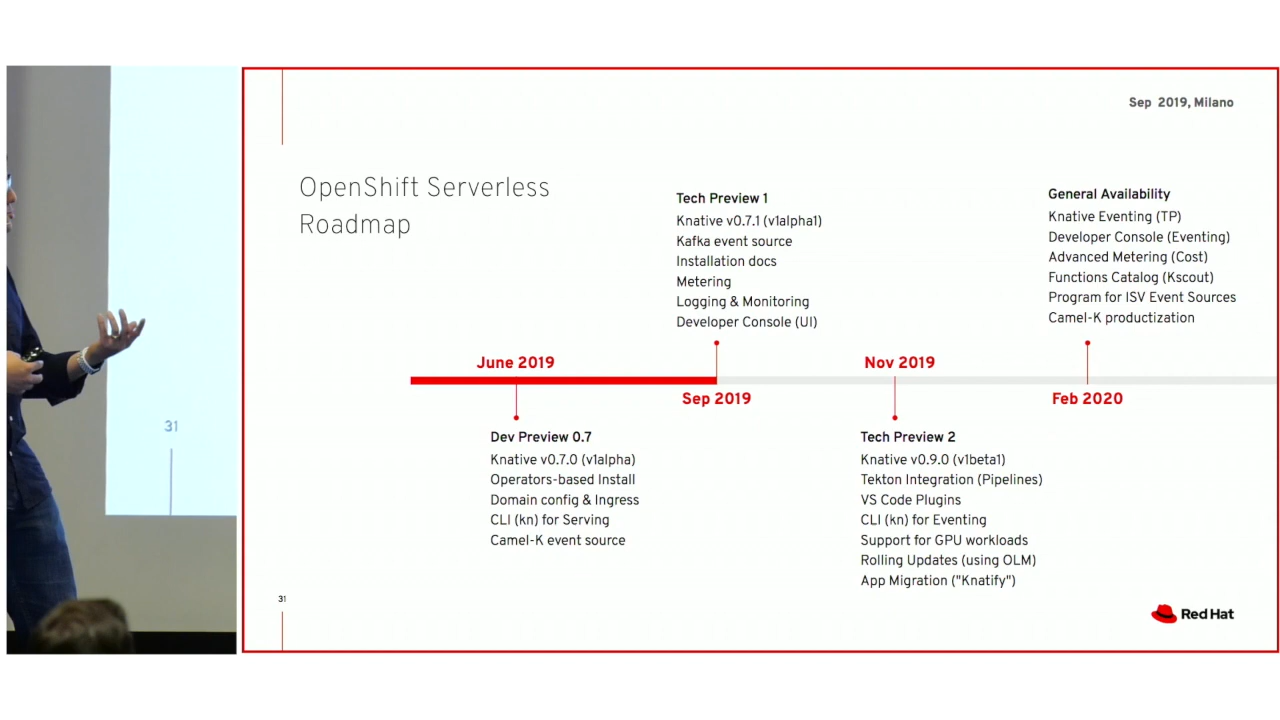 Sep 2019, Milano
OpenShift Serverless
Roadmap
Tech Preview 1
Knative v0.7.1 (v1alpha1)
Kafka event source
Installation docs
Metering
Logging & Monitoring
Developer Console (UI)
General Availability
Knative Eventing (TP)
Developer Console (Eventing)
Advanced Metering (Cost)
Functions Catalog (Kscout)
Program for ISV Event Sources
Camel-K productization
June 2019
Sep 2019
Nov 2019
Feb 2020
Dev Preview 0.7
Knative v0.7.0 (v1alpha)
Operators-based Install
Domain config & Ingress
CLI (kn) for Serving
Camel-K event source
Tech Preview 2
Knative v0.9.0 (v1beta1)
Tekton Integration (Pipelines)
VS Code Plugins
CLI (kn) for Eventing
Support for GPU workloads
Rolling Updates (using OLM)
App Migration ("Knatify")
31
31
Red Hat